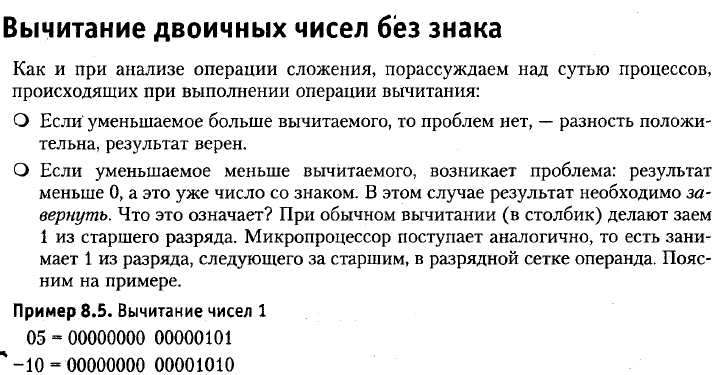 Вычитание двоичных чисел без знака
Как и при анализе операции сложения, порассуждаем над сутью процессов,
происходящих при выполнении операции вычитания:
○ Если уменьшаемое больше вычитаемого, то проблем нет, — разность положи-
тельна, результат верен.
○ Если уменьшаемое меньше вычитаемого, возникает проблема: результат
меньше 0, а это уже число со знаком. В этом случае результат необходимо за-
вернуть. Что это означает? При обычном вычитании (в столбик) делают заем
1 из старшего разряда. Микропроцессор поступает аналогично, то есть зани-
мает 1 из разряда, следующего за старшим, в разрядной сетке операнда. Пояс-
ним на примере.
Пример 8.5. Вычитание чисел 1
05 = 00000000 00000101
-10 = 00000000 00001010